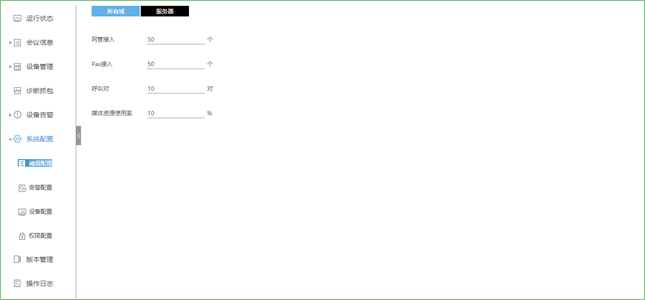 运行状态
会议信息
设备管理
诊断抓包
设备告警
系统配置
阈值配置
告警配置
设备配置
权限配置
版本管理
操作日志
所有域 服务器
网管接入 50 个
Pas接入 50 个
呼叫对 10 对
媒体资源使用率 10 %